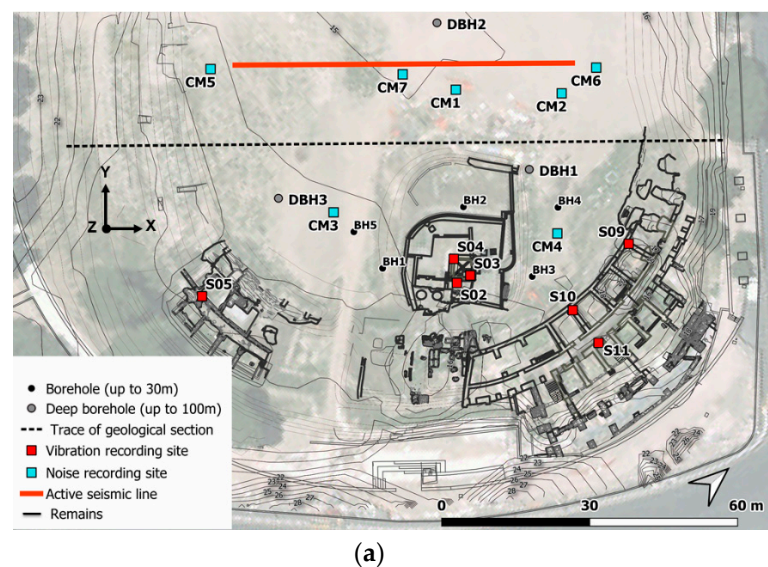 DBH2
15
16
CM5
CM7
CM1
CM2
CM6
Y
X
Z
DBH1
DBH3
CM3
BH5
BH2
BH4
CM4
BH1
BH3
S04
S03
S02
S05
S09
S10
S11
Borehole (up to 30m)
Deep borehole (up to 100m)
Trace of geological section
Vibration recording site
Noise recording site
Active seismic line
Remains
0 30 60 m
(a)